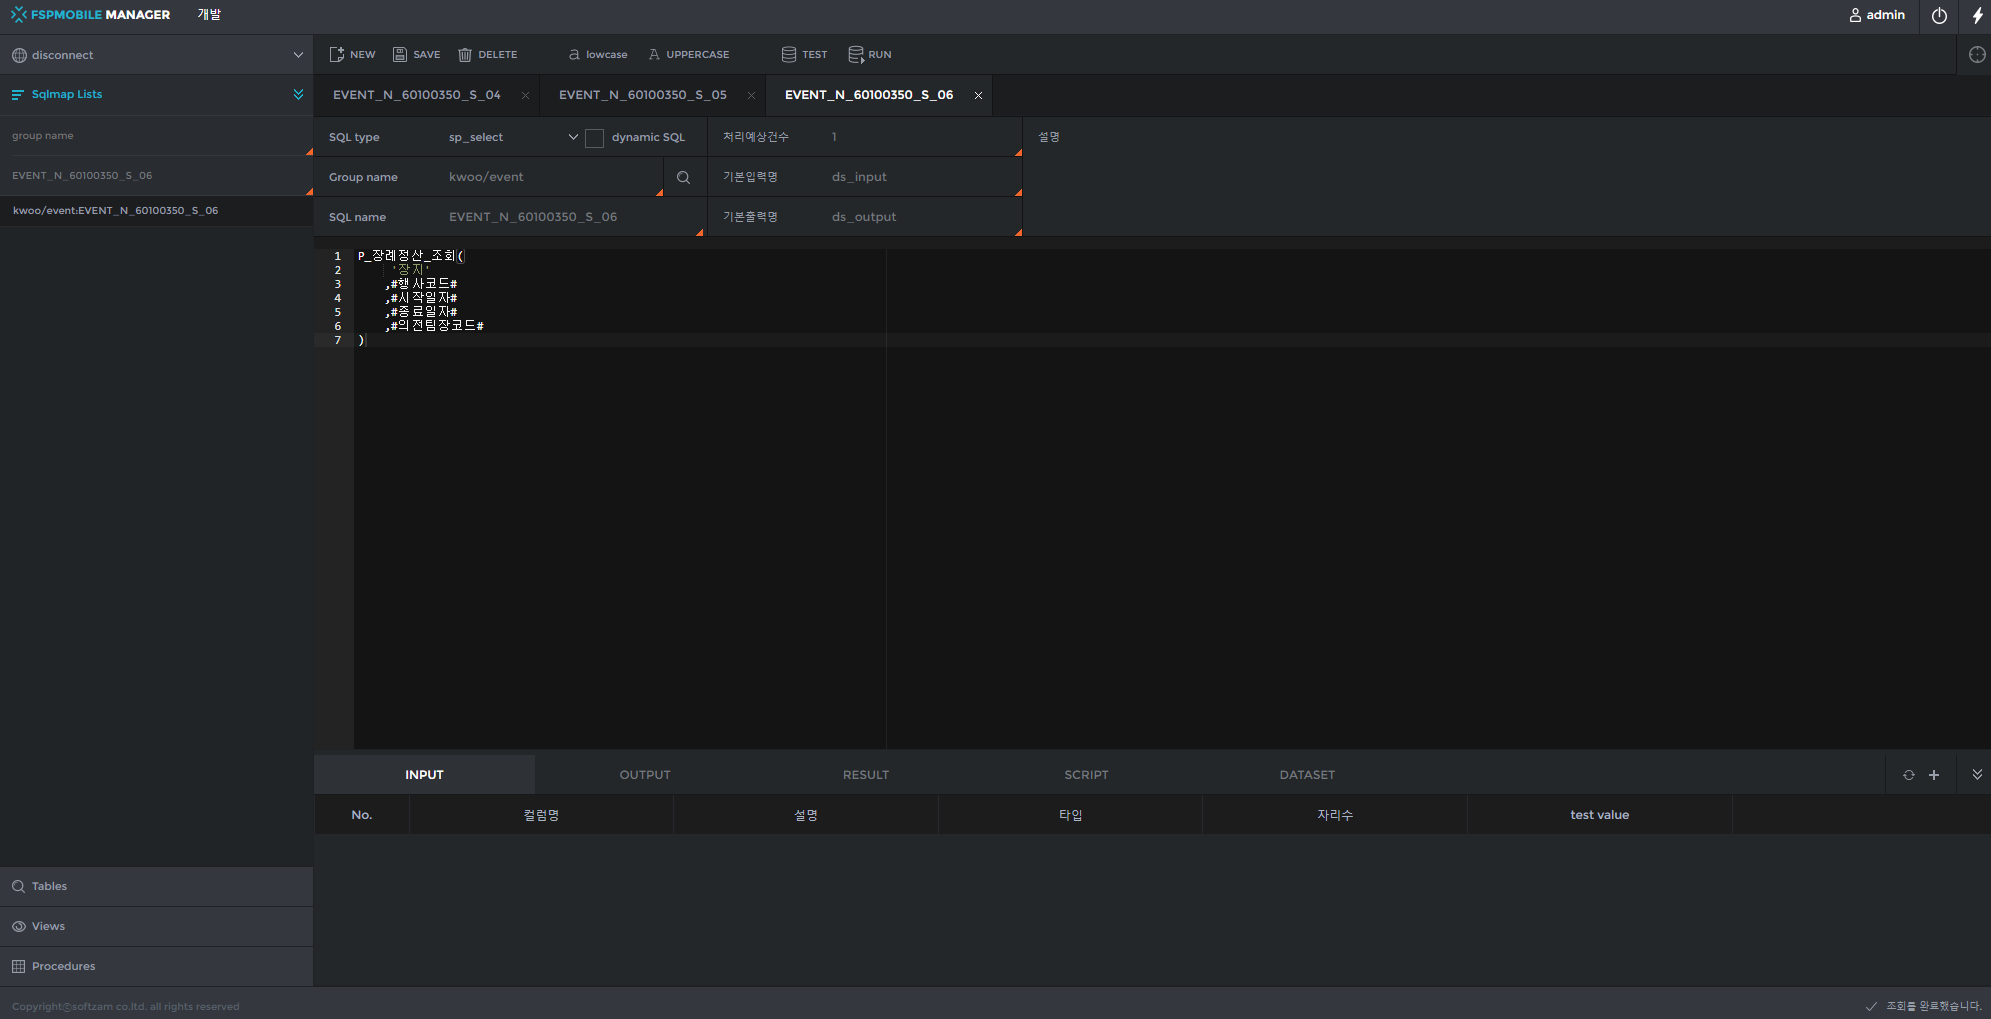 FSPMOBILE MANAGER 개발 admin
disconnect NEW SAVE DELETE lowcase UPPERCASE TEST RUN
Sqlmap Lists
group name
EVENT_N_60100350_S_06
kwoo/event:EVENT_N_60100350_S_06
EVENT_N_60100350_S_04 EVENT_N_60100350_S_05 EVENT_N_60100350_S_06
SQL type sp_select dynamic SQL 처리예상건수 1 설명
Group name kwoo/event 기본입력명 ds_input
SQL name EVENT_N_60100350_S_06 기본출력명 ds_output
1 P_장례정산_조회(
2 '장지'
3 ,#행사코드#
4 ,#시작일자#
5 ,#종료일자#
6 ,#의전팀장코드#
7 )
INPUT OUTPUT RESULT SCRIPT DATASET
No. 컬럼명 설명 타입 자리수 test value
Tables
Views
Procedures
Copyrightⓒsoftzam co.ltd. all rights reserved 조회를 완료했습니다.